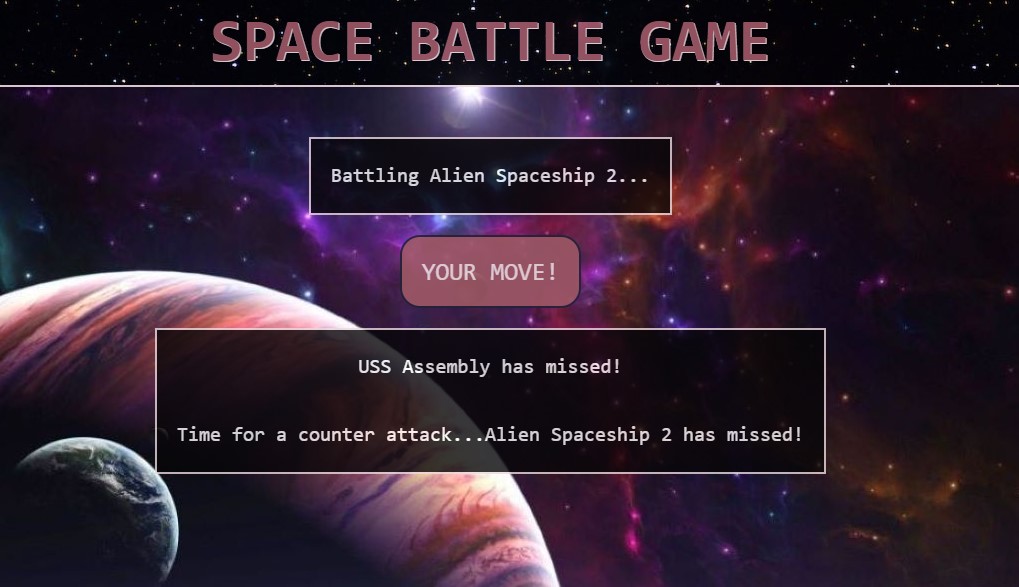 SPACE BATTLE GAME
Battling Alien Spaceship 2...
YOUR MOVE!
USS Assembly has missed!
Time for a counter attack...Alien Spaceship 2 has missed!